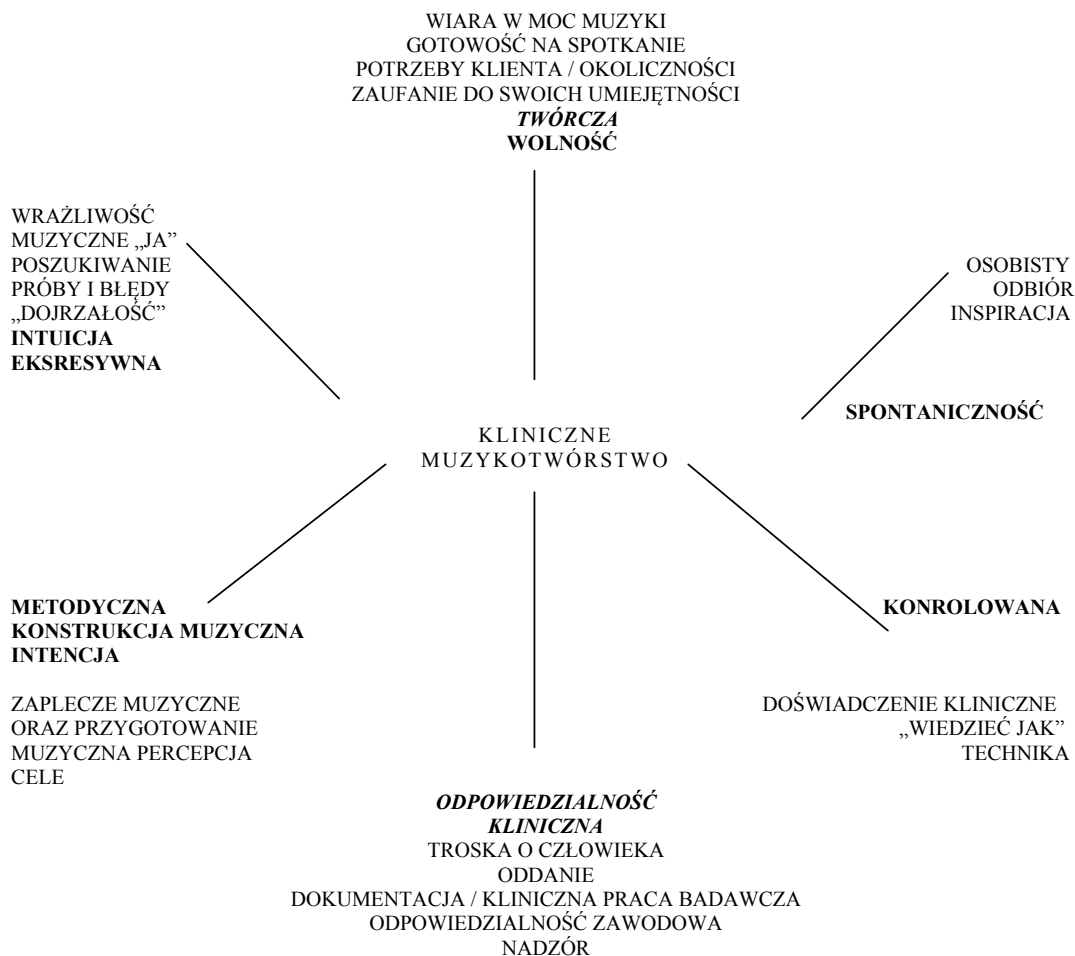 WIARA W MOC MUZYKI
GOTOWOŚĆ NA SPOTKANIE
POTRZEBY KLIENTA / OKOLICZNOŚCI
ZAUFANIE DO SWOICH UMIEJĘTNOŚCI
TWÓRCZA
WOLNOŚĆ
WRAŻLIWOŚĆ
MUZYCZNE „JA”
POSZUKIWANIE
PRÓBY I BŁĘDY
„DOJRZAŁOŚĆ”
INTUICJA
EKSRESYWNA
OSOBISTY
ODBIÓR
INSPIRACJA
SPONTANICZNOŚĆ
KLINICZNE
MUZYKOTWÓRSTWO
METODYCZNA
KONSTRUKCJA MUZYCZNA
INTENCJA
ZAPLECZE MUZYCZNE
ORAZ PRZYGOTOWANIE
MUZYCZNA PERCEPCJA
CELE
KONROLOWANA
DOŚWIADCZENIE KLINICZNE
„WIEDZIEĆ JAK”
TECHNIKA
ODPOWIEDZIALNOŚĆ
KLINICZNA
TROSKA O CZŁOWIEKA
ODDANIE
DOKUMENTACJA / KLINICZNA PRACA BADAWCZA
ODPOWIEDZIALNOŚĆ ZAWODOWA
NADZÓR